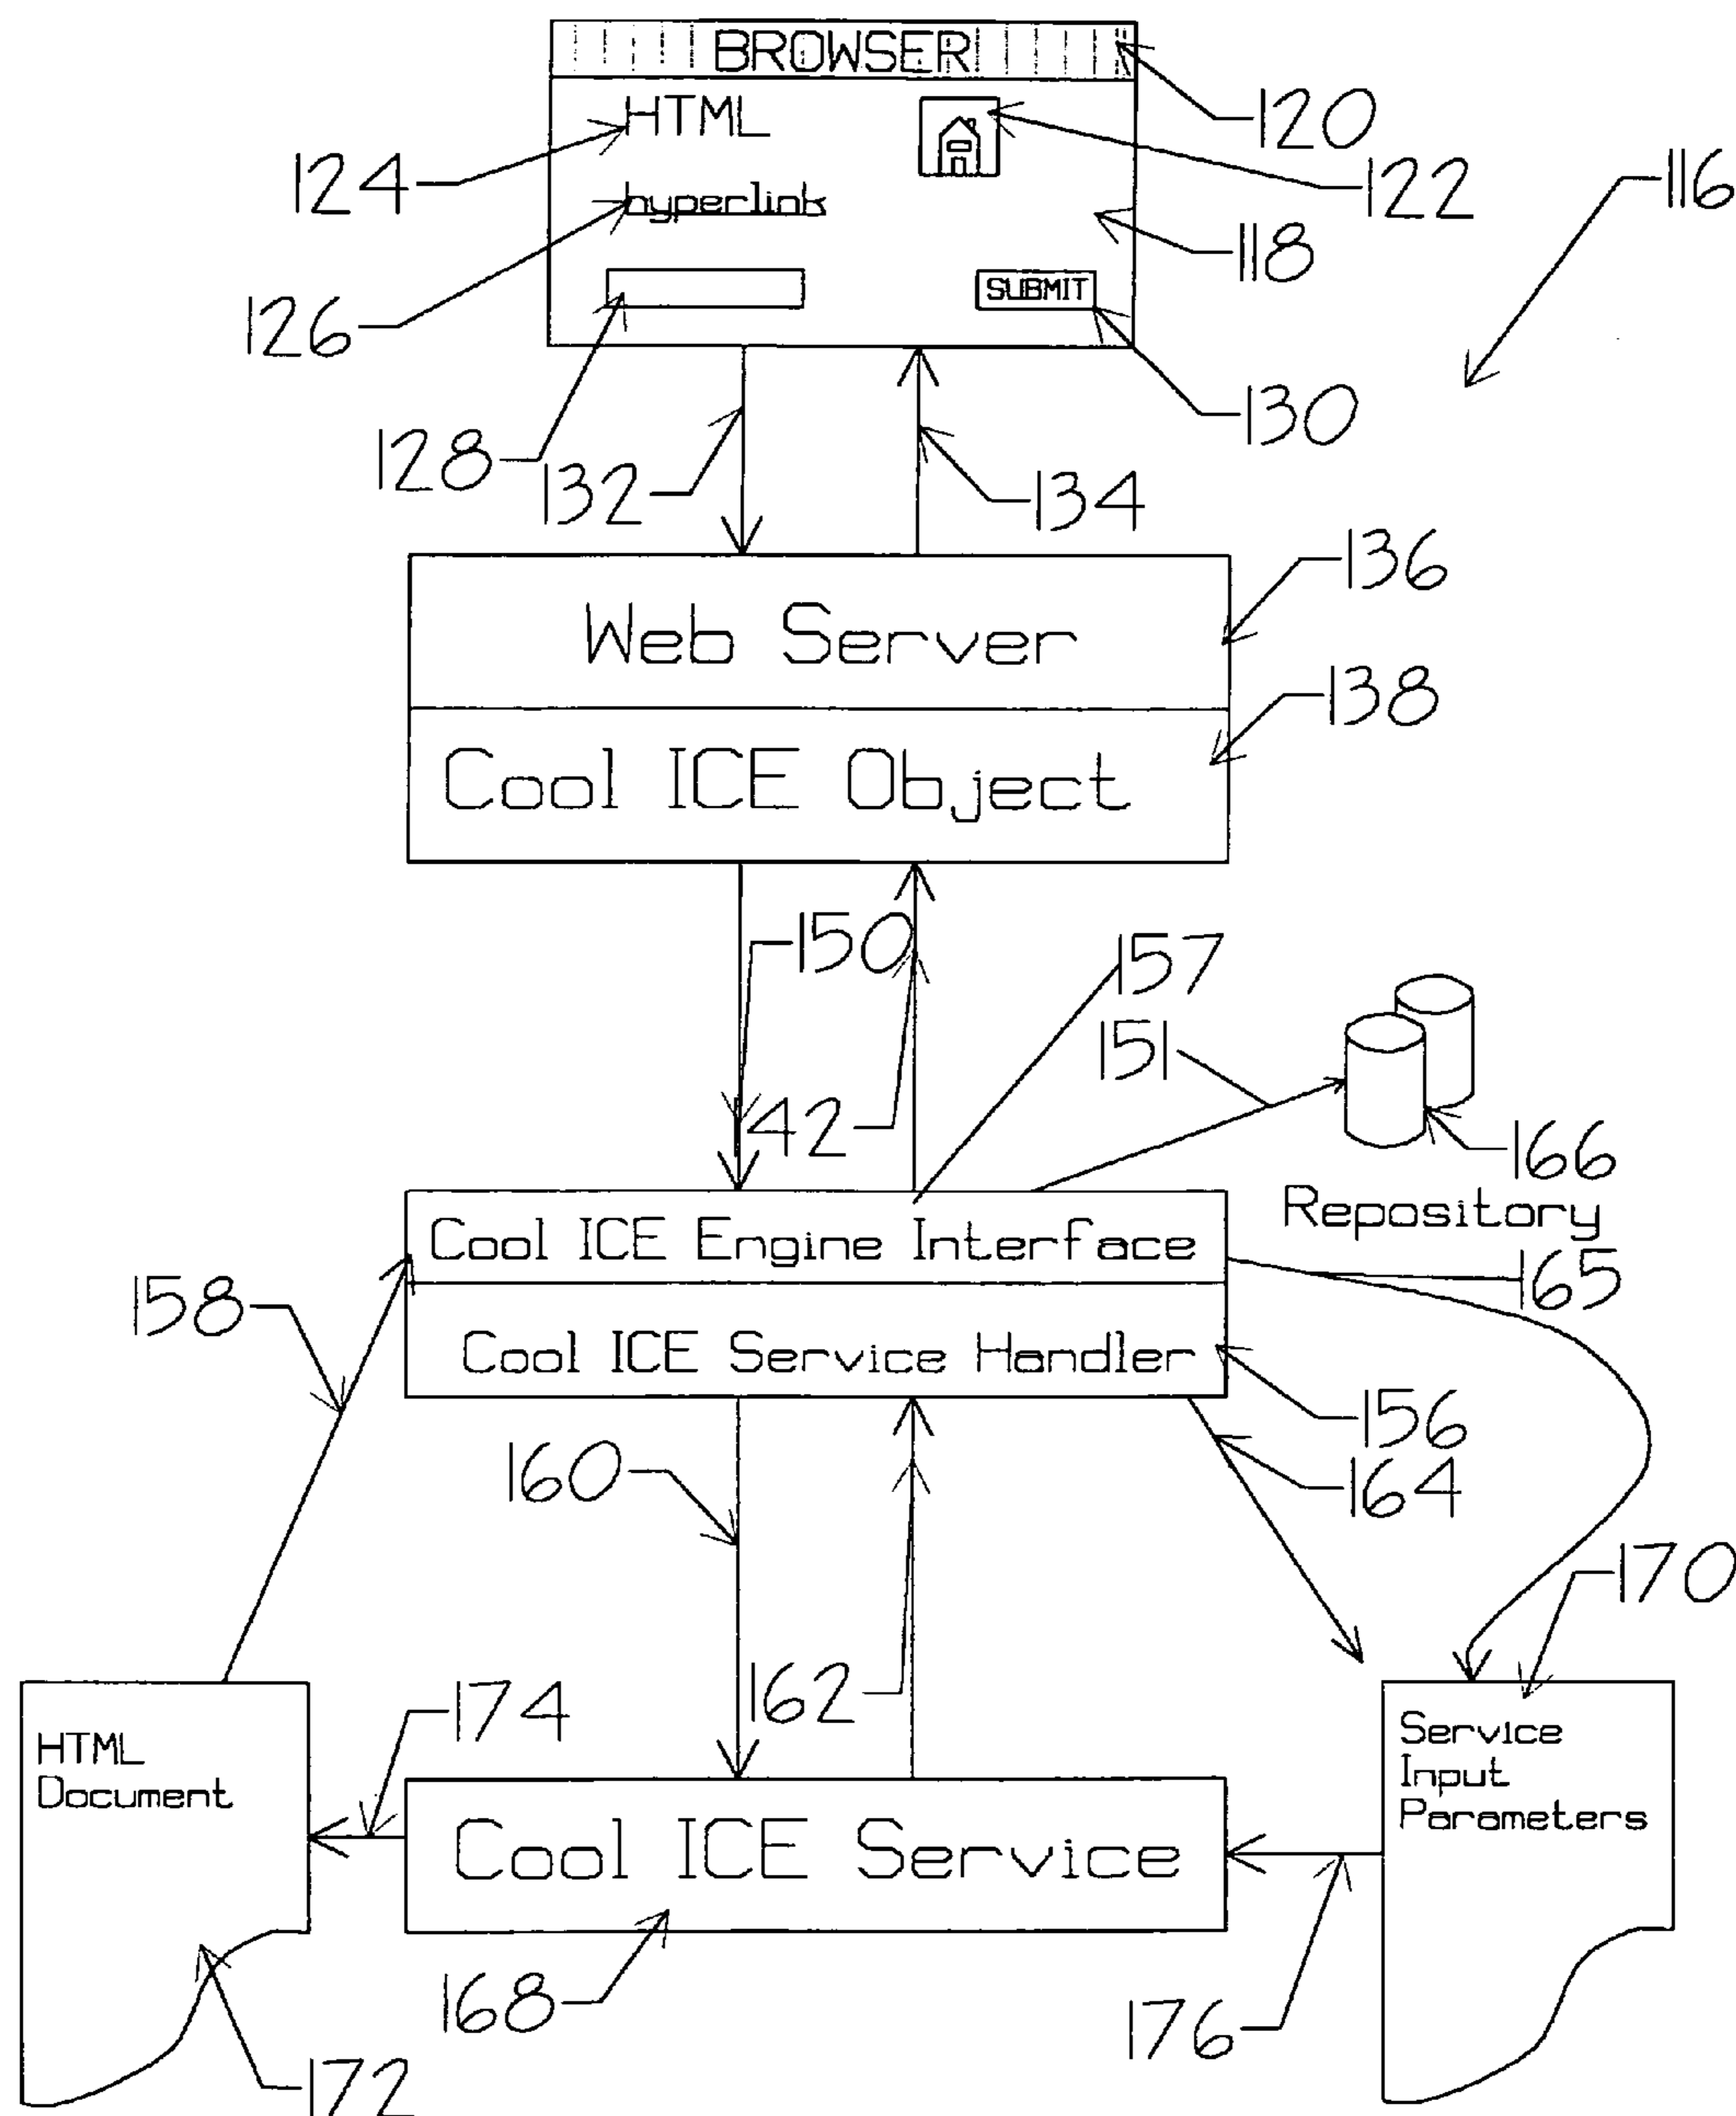 BROWSER
HTML
120
124
122
116
hyperlink
118
SUBMIT
126
130
128
132
134
136
Web Server
138
Cool ICE Object
150
157
151
142
166
Repository
Cool ICE Engine Interface
165
158
Cool ICE Service Handler
156
160
164
170
162
174
Service
Input
Parameters
HTML
Document
Cool ICE Service
168
176
172